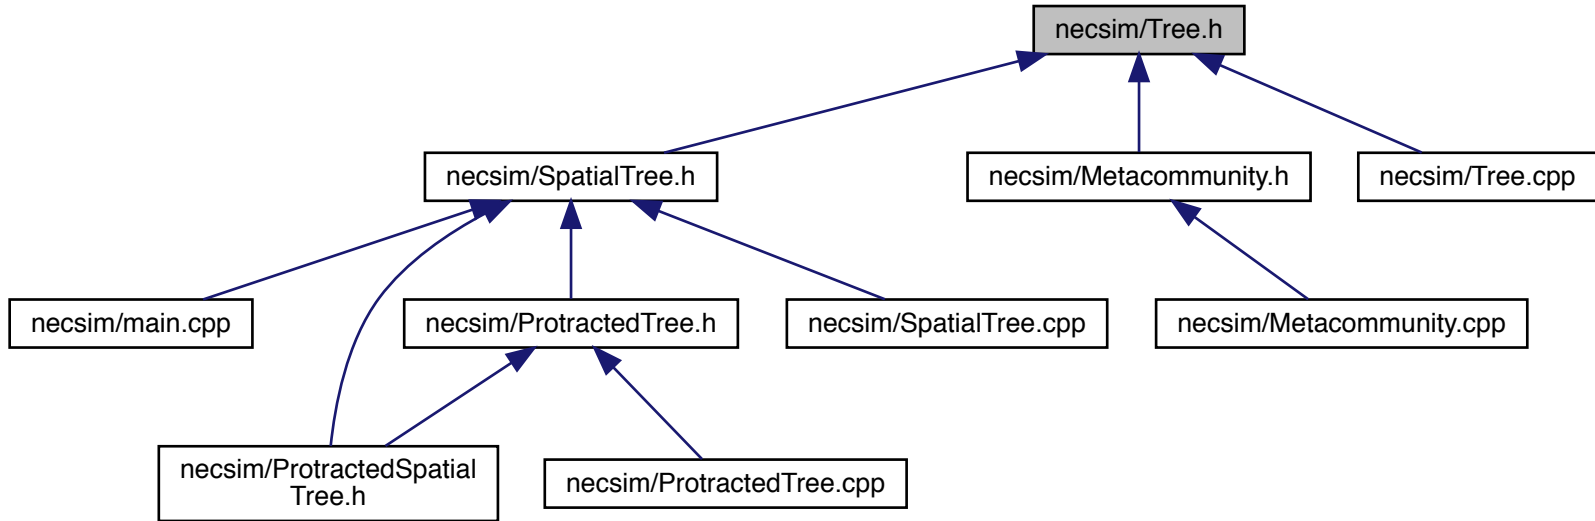 necsim/Tree.h
necsim/SpatialTree.h
necsim/Metacommunity.h
necsim/Tree.cpp
necsim/main.cpp
necsim/ProtractedTree.h
necsim/SpatialTree.cpp
necsim/Metacommunity.cpp
necsim/ProtractedSpatial
Tree.h
necsim/ProtractedTree.cpp